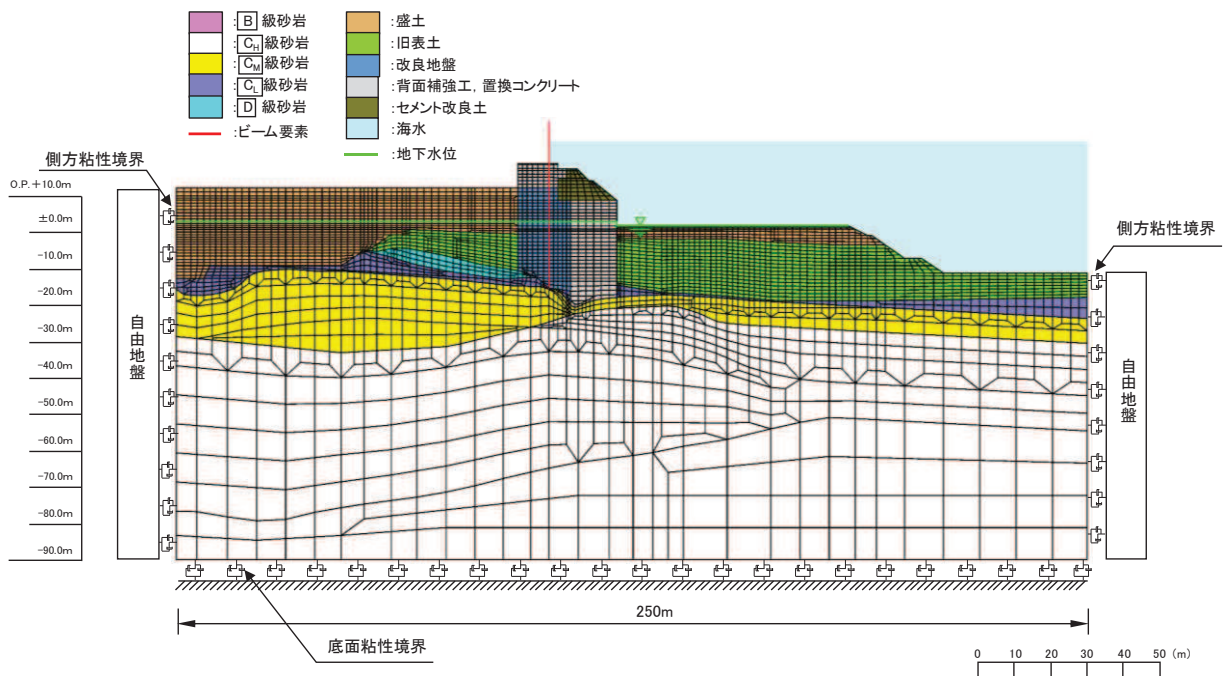 :B 級砂岩
:CH 級砂岩
:CM 級砂岩
:CL 級砂岩
:D 級砂岩
:ビーム要素
:盛土
:旧表土
:改良地盤
:背面補強工,置換コンクリート
:セメント改良土
:海水
:地下水位
側方粘性境界
側方粘性境界
O.P.+10.0m
±0.0m
-10.0m
-20.0m
-30.0m
-40.0m
-50.0m
-60.0m
-70.0m
-80.0m
-90.0m
自由地盤
自由地盤
250m
底面粘性境界
0 10 20 30 40 50 (m)